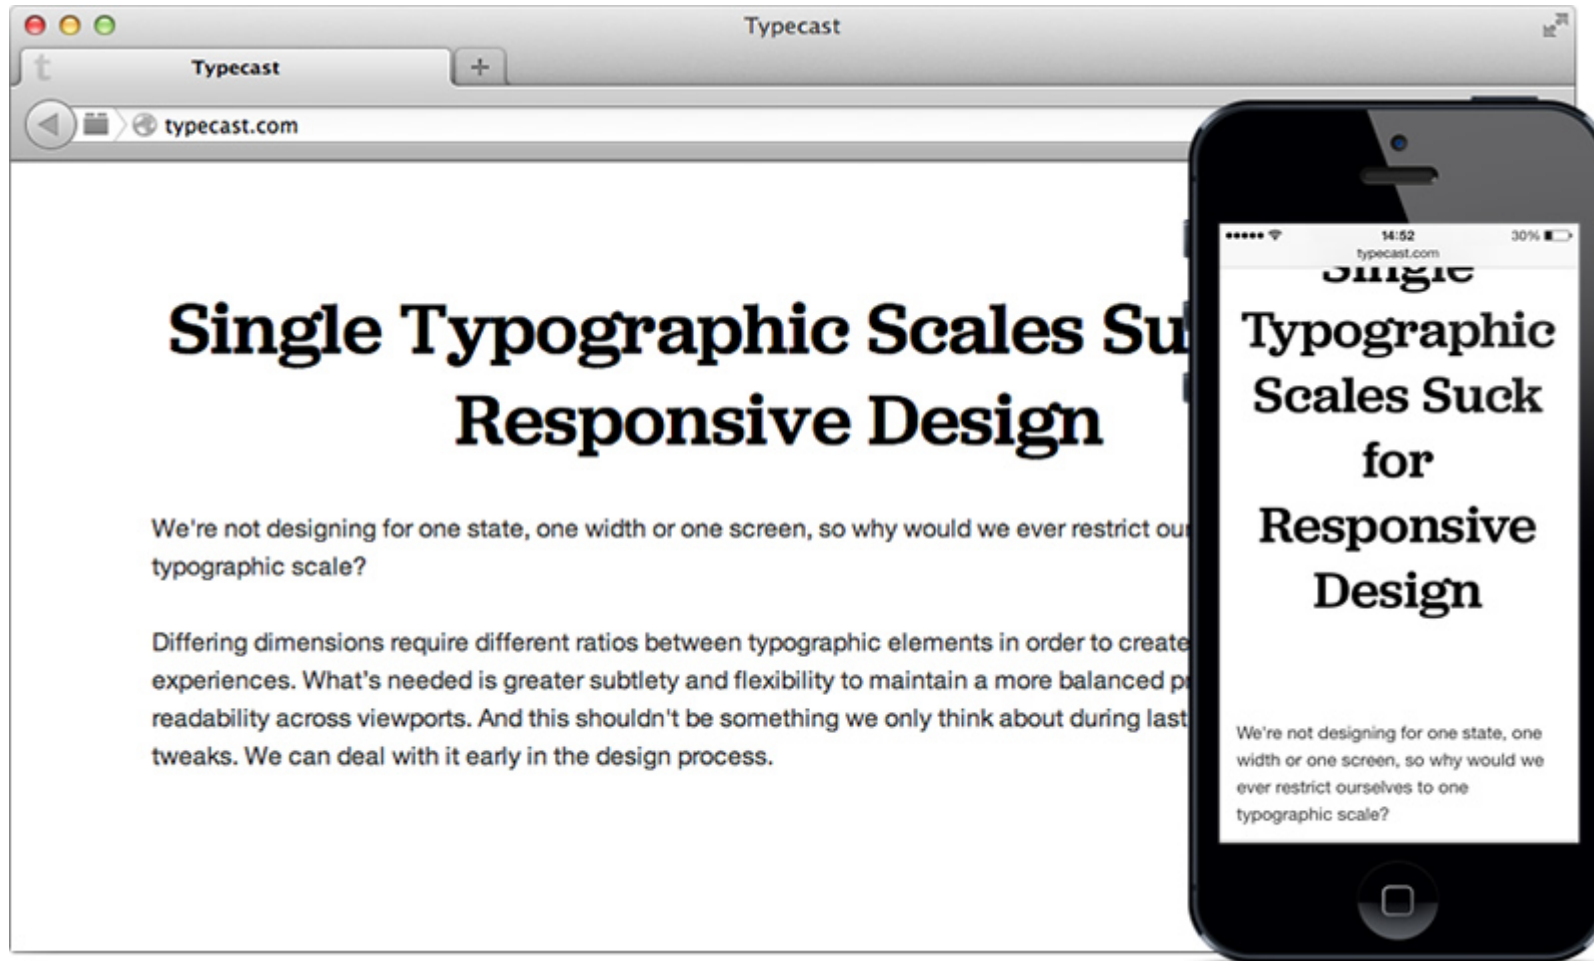 Typecast
t Typecast +
typecast.com
Single Typographic Scales Su
Responsive Design
We're not designing for one state, one width or one screen, so why would we ever restrict ou
typographic scale?
Differing dimensions require different ratios between typographic elements in order to create
experiences. What's needed is greater subtlety and flexibility to maintain a more balanced p
readability across viewports. And this shouldn't be something we only think about during last
tweaks. We can deal with it early in the design process.
14:52 30%
typecast.com
Single
Typographic
Scales Suck
for
Responsive
Design
We're not designing for one state, one
width or one screen, so why would we
ever restrict ourselves to one
typographic scale?